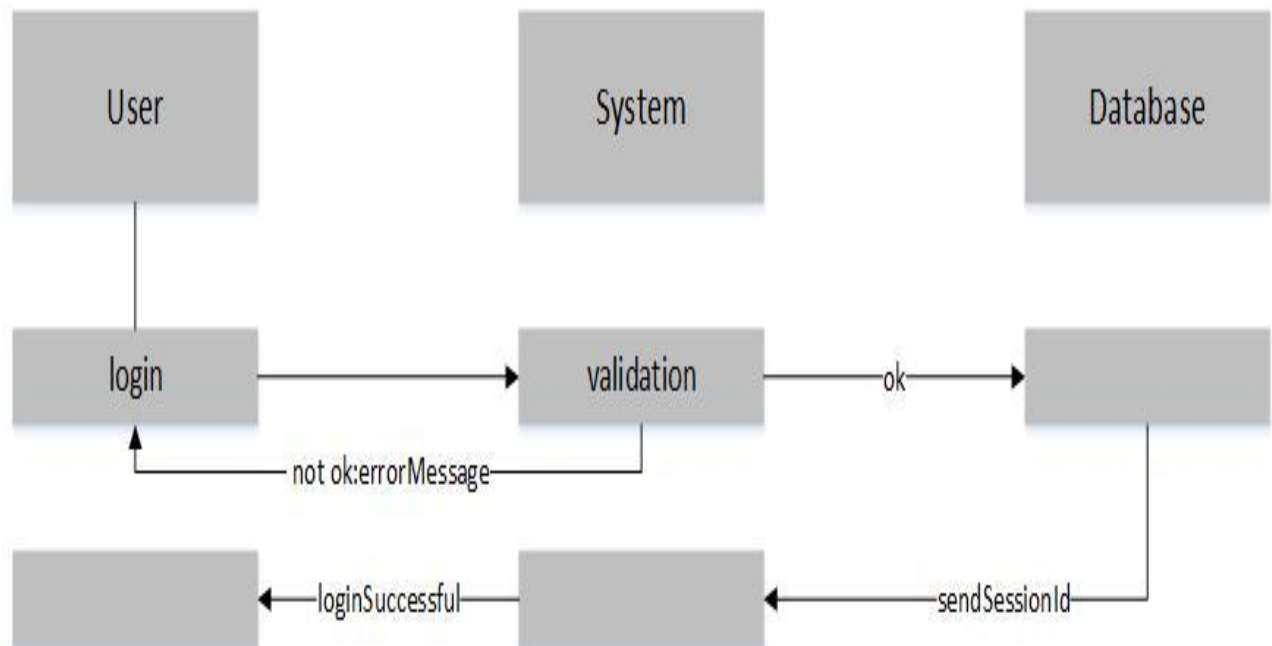 User
System
Database
login
validation
ok
not ok:errorMessage
loginSuccessful
sendSessionId